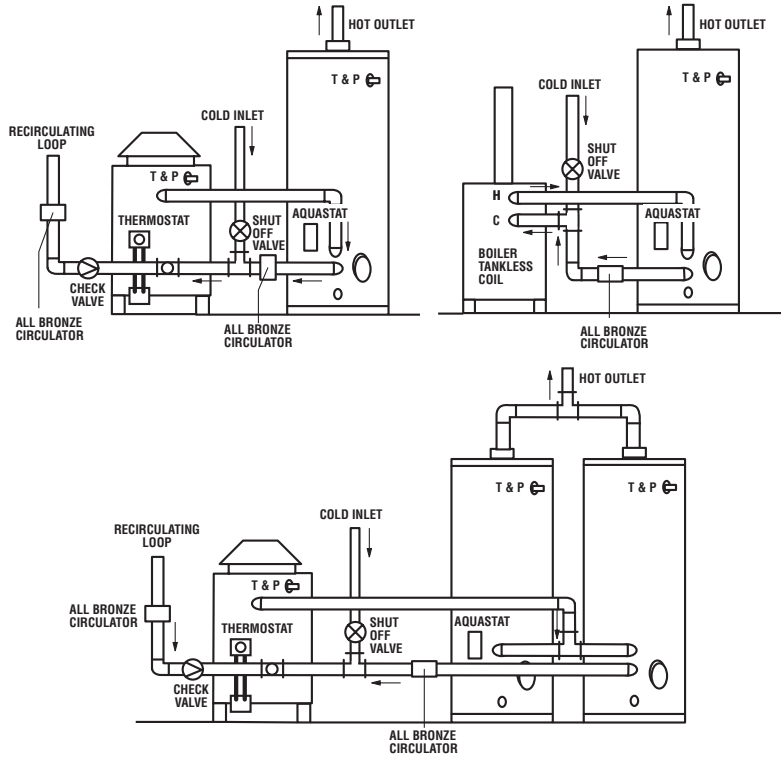 HOT OUTLET
T & P
COLD INLET
RECIRCULATING
LOOP
T & P
THERMOSTAT
SHUT
OFF
VALVE
AQUASTAT
CHECK
VALVE
ALL BRONZE
CIRCULATOR
ALL BRONZE
CIRCULATOR
HOT OUTLET
T & P
COLD INLET
SHUT
OFF
VALVE
H
C
AQUASTAT
BOILER
TANKLESS
COIL
ALL BRONZE
CIRCULATOR
HOT OUTLET
T & P
T & P
COLD INLET
RECIRCULATING
LOOP
T & P
ALL BRONZE
CIRCULATOR
THERMOSTAT
SHUT
OFF
VALVE
AQUASTAT
CHECK
VALVE
ALL BRONZE
CIRCULATOR